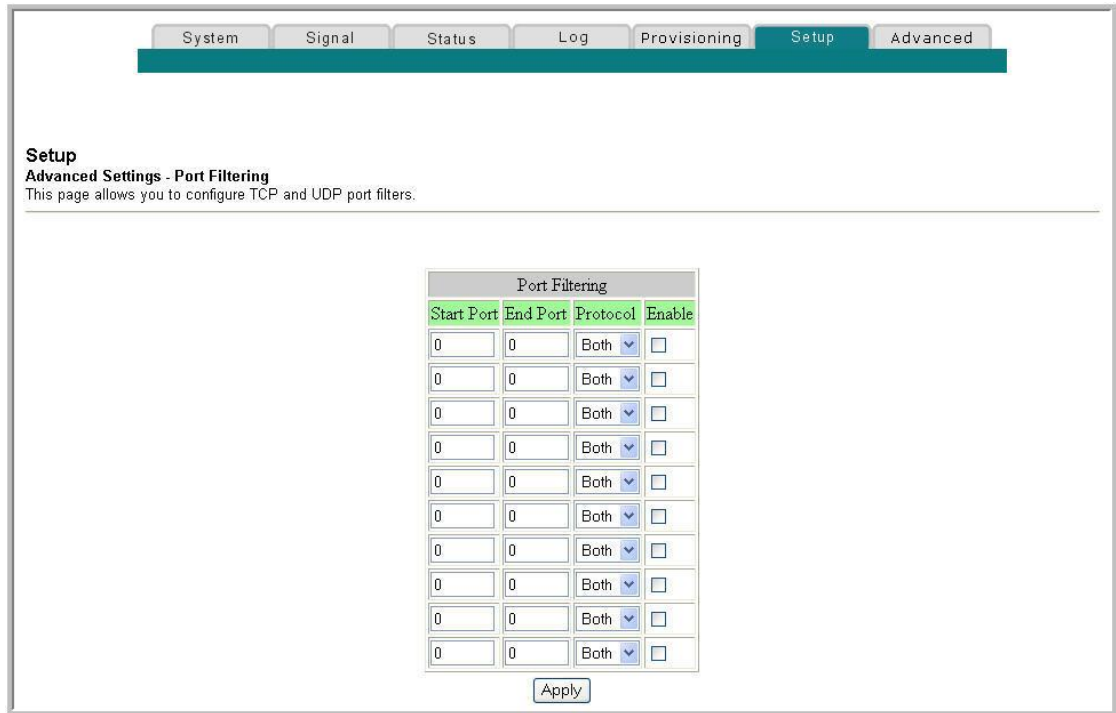 System Signal Status Log Provisioning Setup Advanced
Setup
Advanced Settings - Port Filtering
This page allows you to configure TCP and UDP port filters.
Port Filtering
Start Port End Port Protocol Enable
0 0 Both
0 0 Both
0 0 Both
0 0 Both
0 0 Both
0 0 Both
0 0 Both
0 0 Both
0 0 Both
0 0 Both
Apply